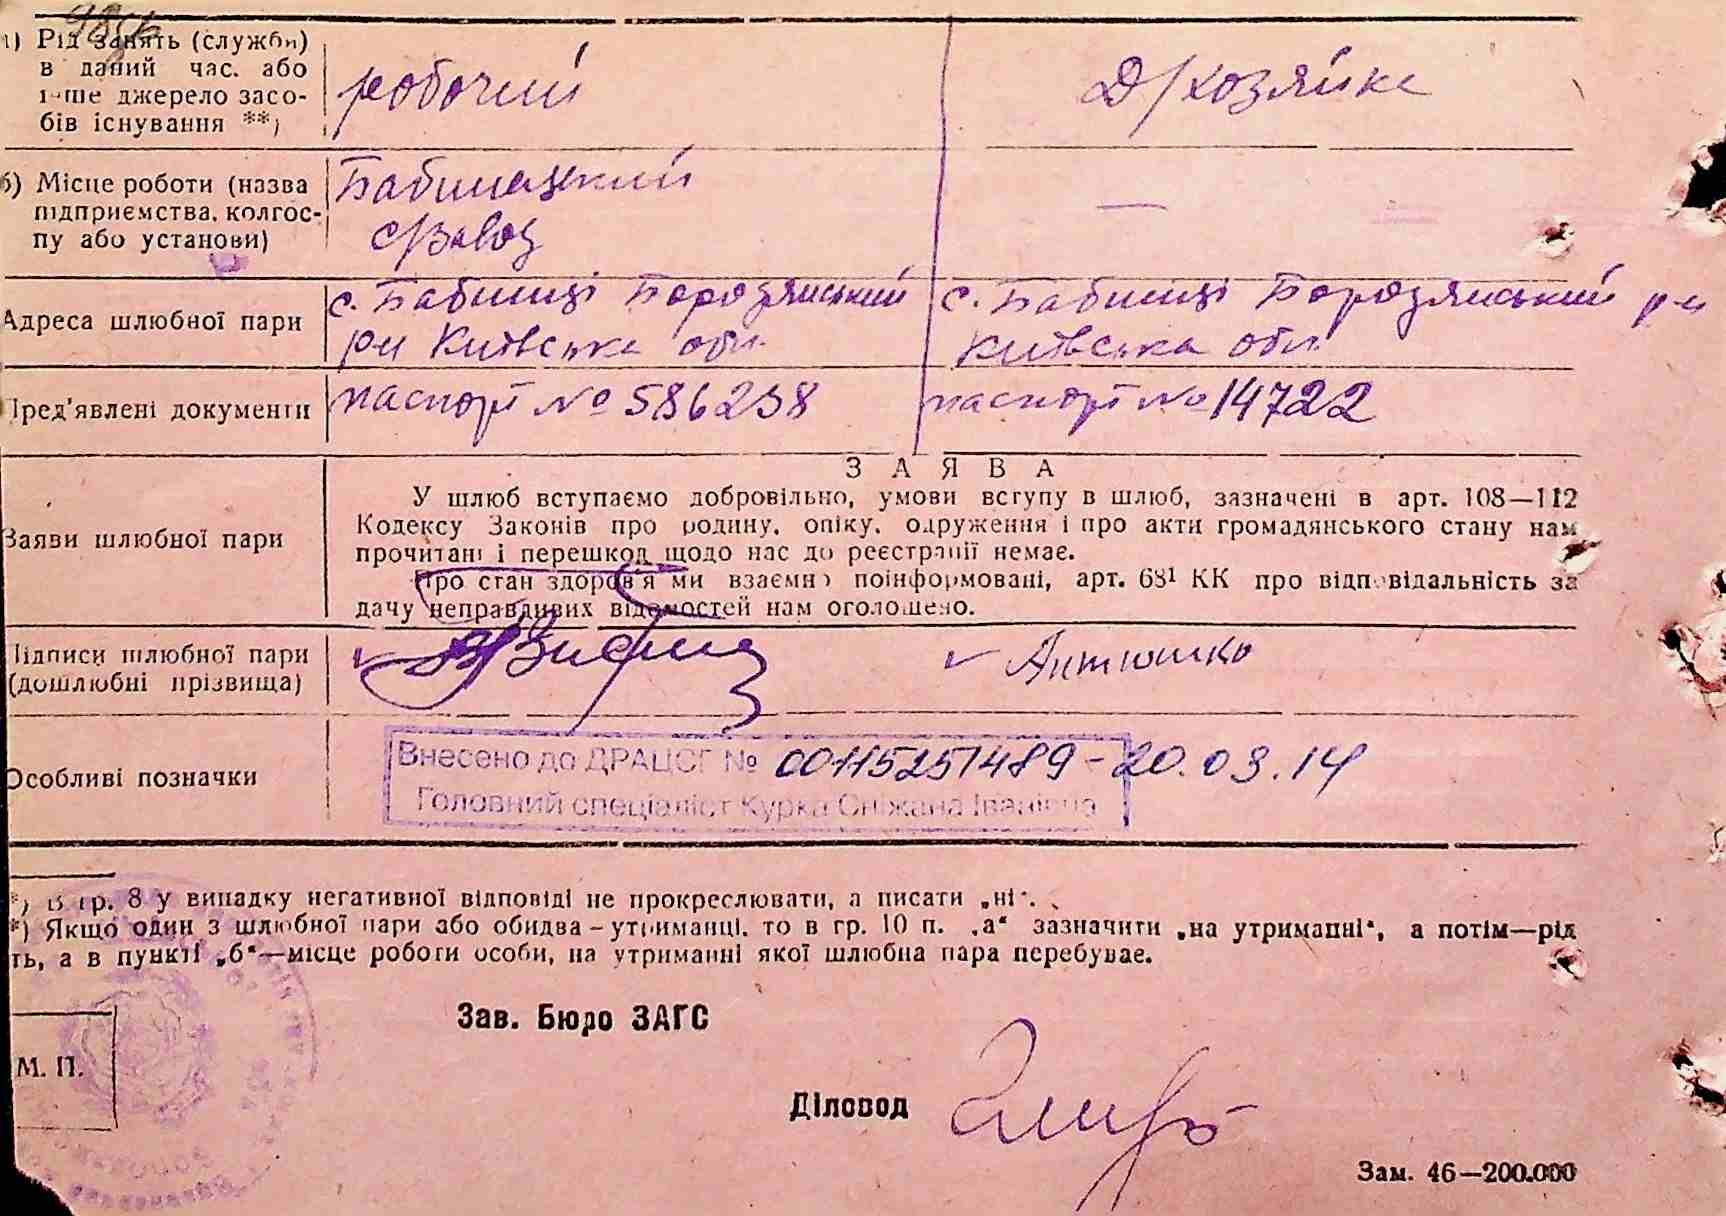 а) Рід занять (служби)
в даний час. або
інше джерело засо-
бів існування **)
робочий
Д/хозяйка
б) Місце роботи (назва
підприємства, колгос-
пу або установи)
Бабинецкий
с/завод
—
Адреса шлюбної пари
с. Бабинці Бородянський
р-н Київська обл.
с. Бабинці Бородянський р-н
Київська обл.
Пред'явлені документи
паспорт № 586238
паспорт № 14722
ЗАЯВА
Заяви шлюбної пари
У шлюб вступаємо добровільно, умови вступу в шлюб, зазначені в арт. 108—112
Кодексу Законів про родину, опіку, одруження і про акти громадянського стану нам
прочитані і перешкод щодо нас до реєстрації немає.
Про стан здоров'я ми взаємно поінформовані, арт. 68¹ КК про відповідальність за
дачу неправдивих відомостей нам оголошено.
Підписи шлюбної пари
(дошлюбні прізвища)
Антюшко
Особливі позначки
Внесено до ДРАЦСГ № 00115251489 - 20.03.14
Головний спеціаліст Курка Сніжана Іванівна
*) В гр. 8 у випадку негативної відповіді не прокреслювати, а писати „ні“.
*) Якщо один з шлюбної пари або обидва – утриманці, то в гр. 10 п. „а“ зазначити „на утриманні“, а потім—рід
ть, а в пункті „б“—місце роботи особи, на утриманні якої шлюбна пара перебуває.
Зав. Бюро ЗАГС
М. П.
Діловод
Зам. 46—200.000